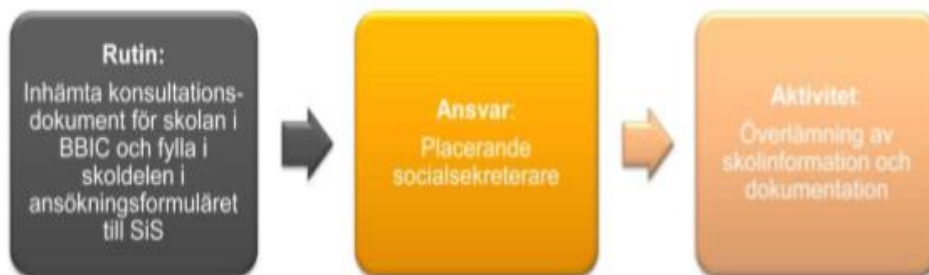 Rutin:
Inhämta konsultations-
dokument för skolan i
BBIC och fylla i
skoldelen i
ansökningsformuläret
till SiS
Ansvar:
Placerande
socialsekreterare
Aktivitet:
Överlämning av
skolinformation och
dokumentation